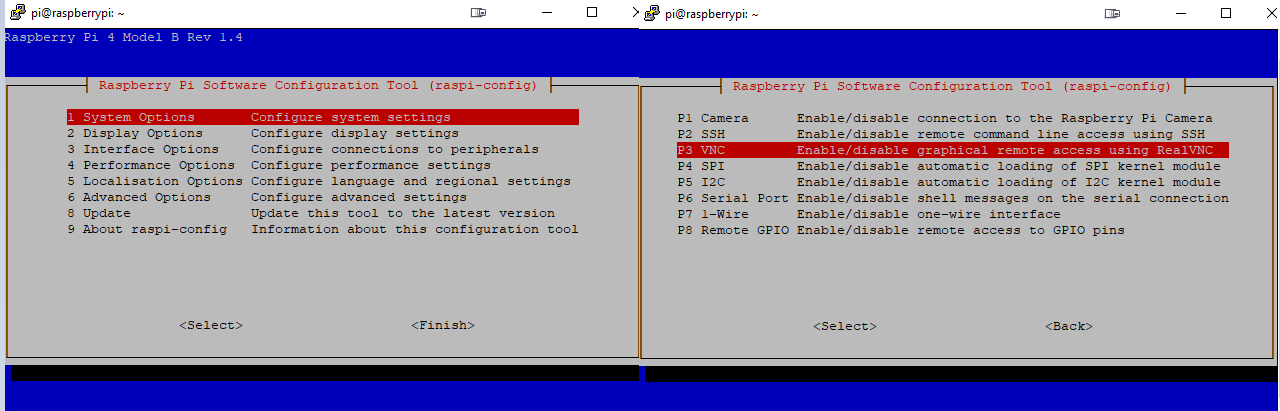 pi@raspberrypi: ~
Raspberry Pi 4 Model B Rev 1.4
Raspberry Pi Software Configuration Tool (raspi-config)
1 System Options Configure system settings
2 Display Options Configure display settings
3 Interface Options Configure connections to peripherals
4 Performance Options Configure performance settings
5 Localisation Options Configure language and regional settings
6 Advanced Options Configure advanced settings
8 Update Update this tool to the latest version
9 About raspi-config Information about this configuration tool
<Select> <Finish>
pi@raspberrypi: ~
Raspberry Pi Software Configuration Tool (raspi-config)
P1 Camera Enable/disable connection to the Raspberry Pi Camera
P2 SSH Enable/disable remote command line access using SSH
P3 VNC Enable/disable graphical remote access using RealVNC
P4 SPI Enable/disable automatic loading of SPI kernel module
P5 I2C Enable/disable automatic loading of I2C kernel module
P6 Serial Port Enable/disable shell messages on the serial connection
P7 1-Wire Enable/disable one-wire interface
P8 Remote GPIO Enable/disable remote access to GPIO pins
<Select> <Back>